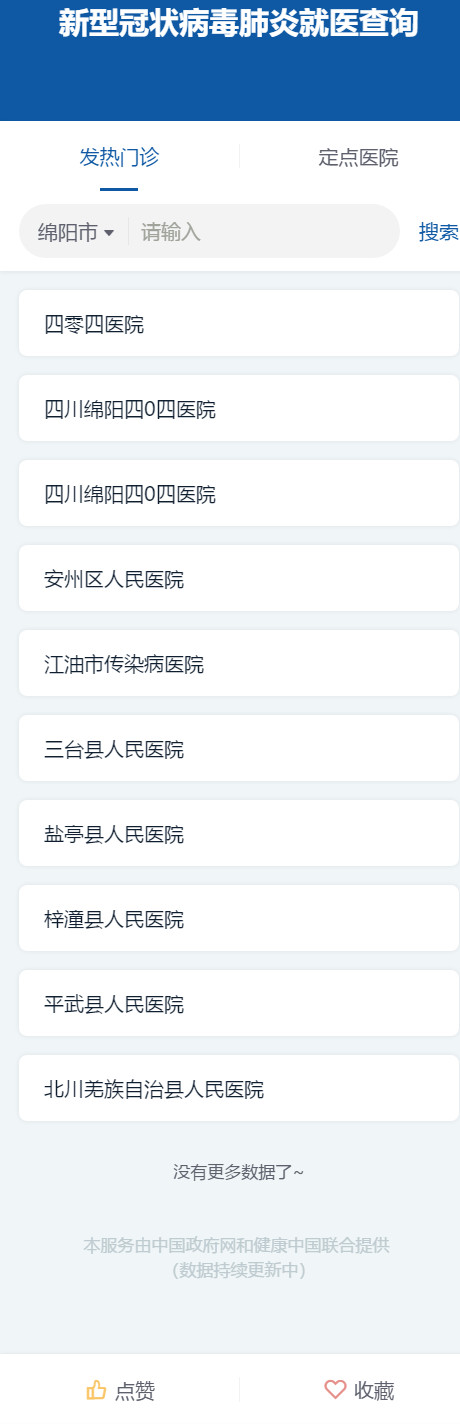 新型冠状病毒肺炎就医查询
发热门诊
定点医院
绵阳市
请输入
搜索
四零四医院
四川绵阳四0四医院
四川绵阳四0四医院
安州区人民医院
江油市传染病医院
三台县人民医院
盐亭县人民医院
梓潼县人民医院
平武县人民医院
北川羌族自治县人民医院
没有更多数据了~
本服务由中国政府网和健康中国联合提供
（数据持续更新中）
点赞
收藏